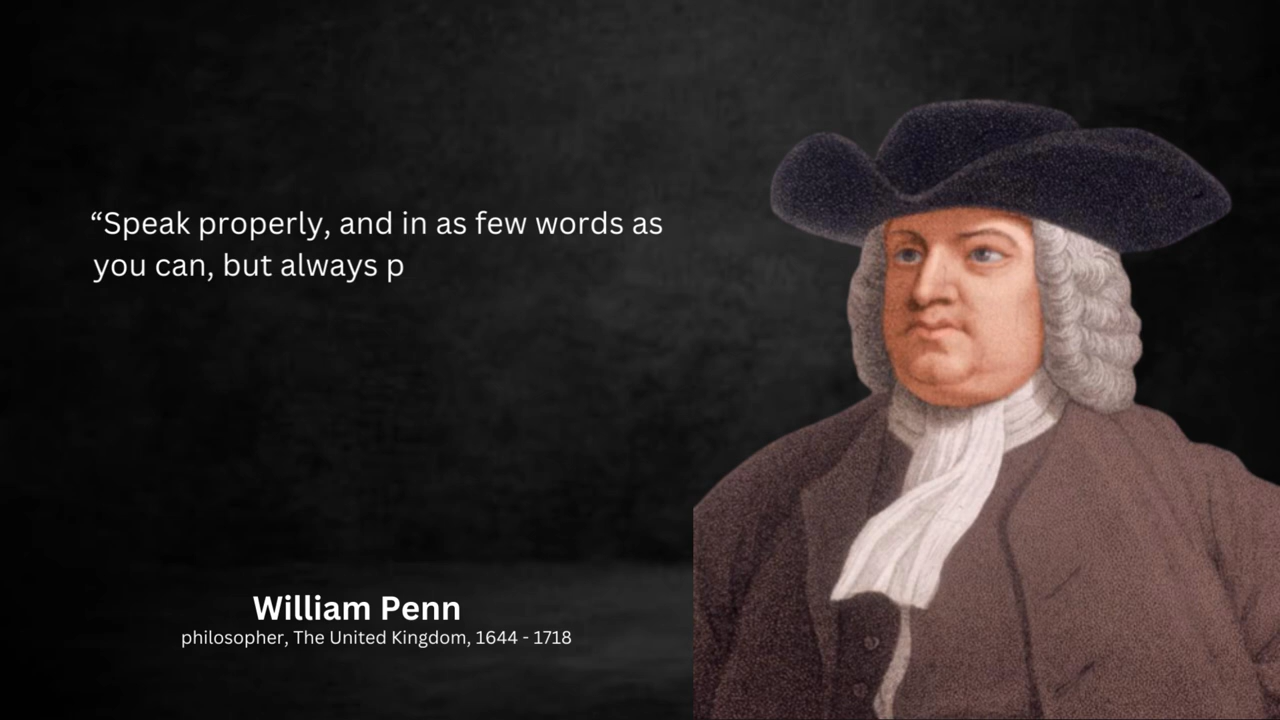 “Speak properly, and in as few words as
you can, but always p
William Penn
philosopher, The United Kingdom, 1644 - 1718